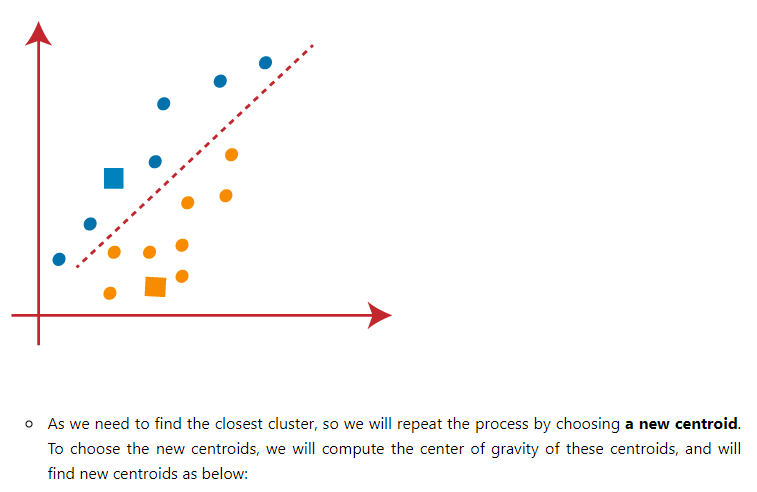 As we need to find the closest cluster, so we will repeat the process by choosing a new centroid.
To choose the new centroids, we will compute the center of gravity of these centroids, and will
find new centroids as below: